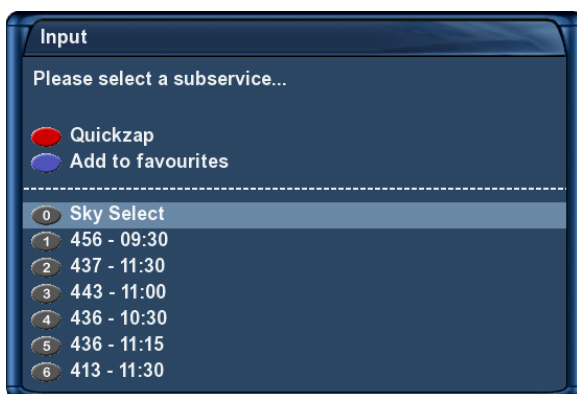 Input
Please select a subservice...
Quickzap
Add to favourites
0 Sky Select
1 456 - 09:30
2 437 - 11:30
3 443 - 11:00
4 436 - 10:30
5 436 - 11:15
6 413 - 11:30